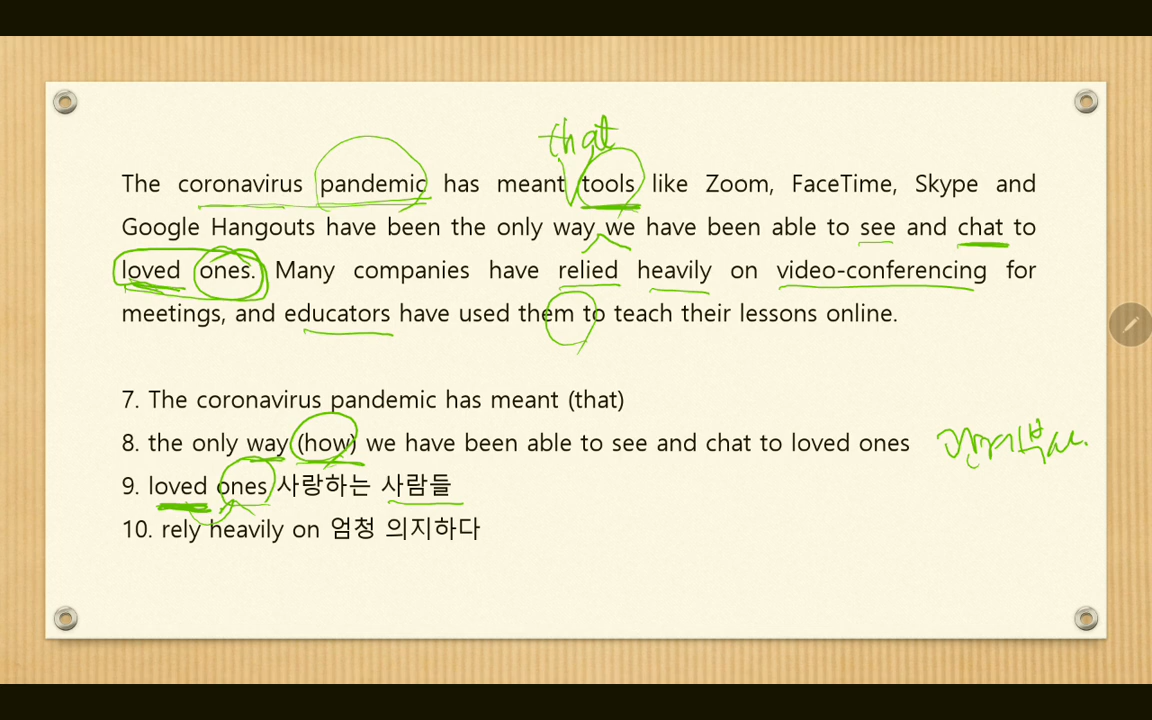 that
The coronavirus pandemic has meant tools like Zoom, FaceTime, Skype and
Google Hangouts have been the only way we have been able to see and chat to
loved ones. Many companies have relied heavily on video-conferencing for
meetings, and educators have used them to teach their lessons online.
7. The coronavirus pandemic has meant (that)
8. the only way (how) we have been able to see and chat to loved ones
9. loved ones 사랑하는 사람들
10. rely heavily on 엄청 의지하다